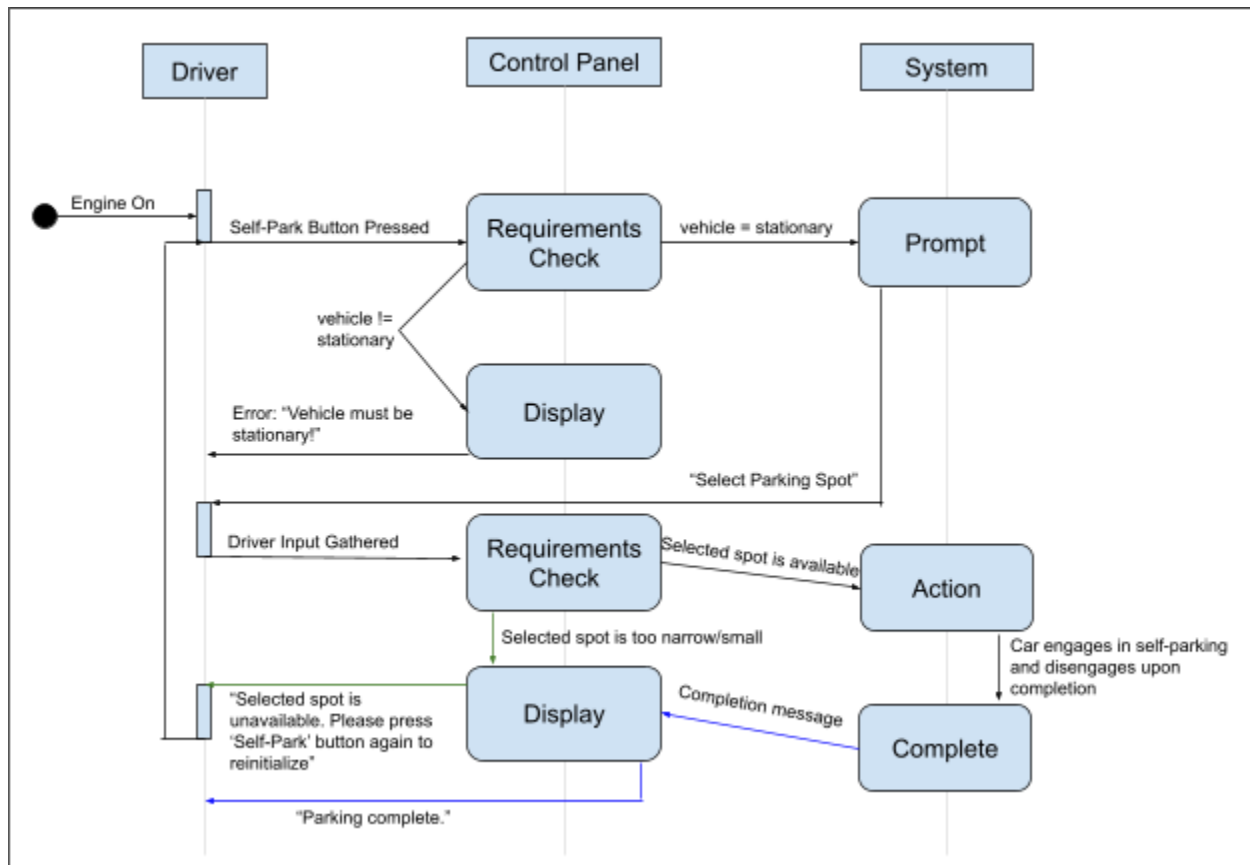 Driver
Control Panel
System
Engine On
Self-Park Button Pressed
Requirements
Check
vehicle = stationary
Prompt
vehicle !=
stationary
Display
Error: “Vehicle must be
stationary!”
“Select Parking Spot”
Driver Input Gathered
Requirements
Check
Selected spot is available
Action
Selected spot is too narrow/small
Car engages in self-parking
and disengages upon
completion
“Selected spot is
unavailable. Please press
‘Self-Park’ button again to
reinitialize”
Display
Completion message
Complete
“Parking complete.”